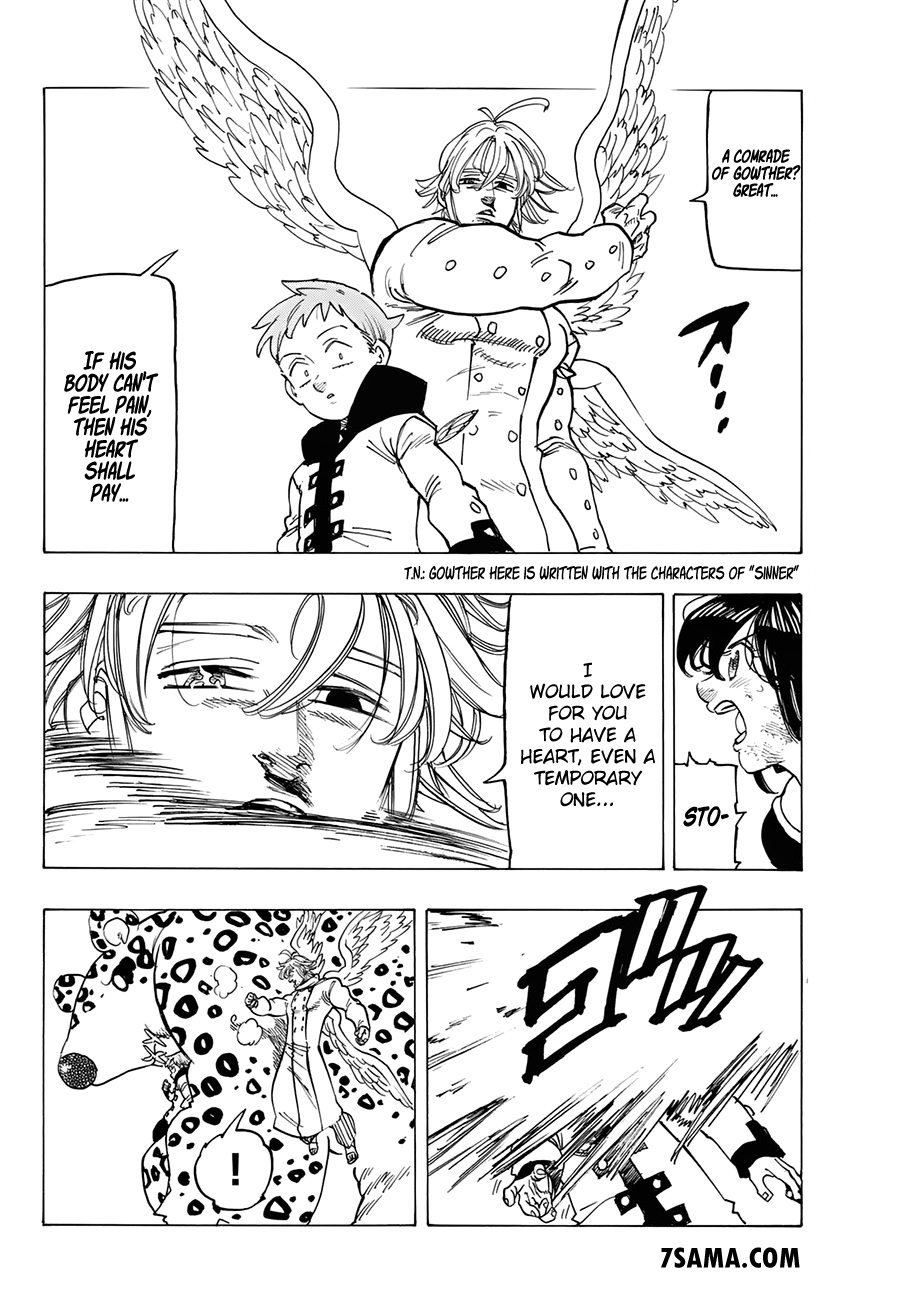 A COMRADE
OF GOWTHER?
GREAT...
IF HIS
BODY CAN'T
FEEL PAIN,
THEN HIS
HEART
SHALL
PAY...
T.N.: GOWTHER HERE IS WRITTEN WITH THE CHARACTERS OF "SINNER"
STO-
I
WOULD LOVE
FOR YOU
TO HAVE A
HEART, EVEN A
TEMPORARY
ONE...
!
7SAMA.COM